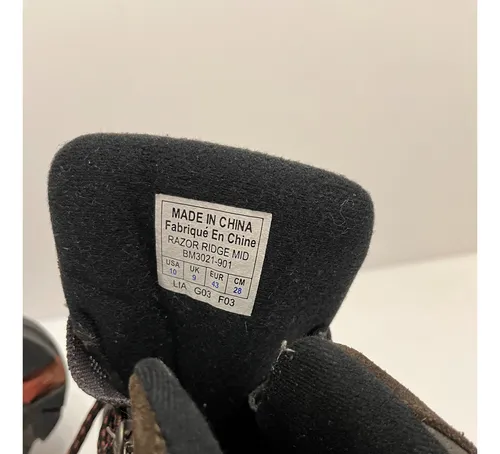 MADE IN CHINA
Fabriqué En Chine
RAZOR RIDGE MID
BM3021-901
USA UK EUR CM
10 9 43 28
LIA G03 F03